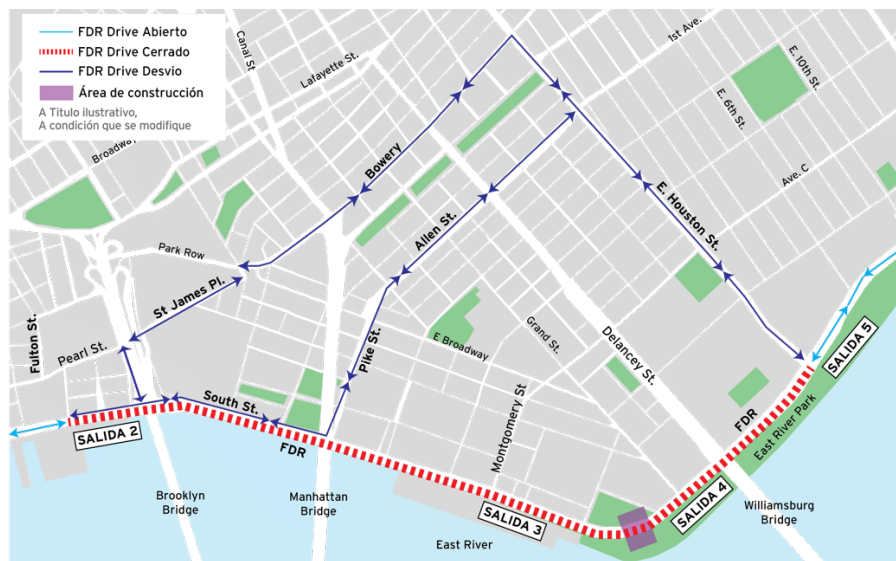 FDR Drive Abierto
FDR Drive Cerrado
FDR Drive Desvio
Área de construcción
A Titulo ilustrativo,
A condición que se modifique
Canal St
Lafayette St.
Broadway
1st Ave.
E. 10th St.
E. 6th St.
Ave. C
Bowery
Allen St.
E. Houston St.
Park Row
St James Pl.
Fulton St.
Pearl St.
Pike St.
E Broadway
Grand St.
Delancey St.
South St.
Montgomery St
FDR
FDR
East River Park
SALIDA 2
SALIDA 3
SALIDA 4
SALIDA 5
Brooklyn
Bridge
Manhattan
Bridge
Williamsburg
Bridge
East River